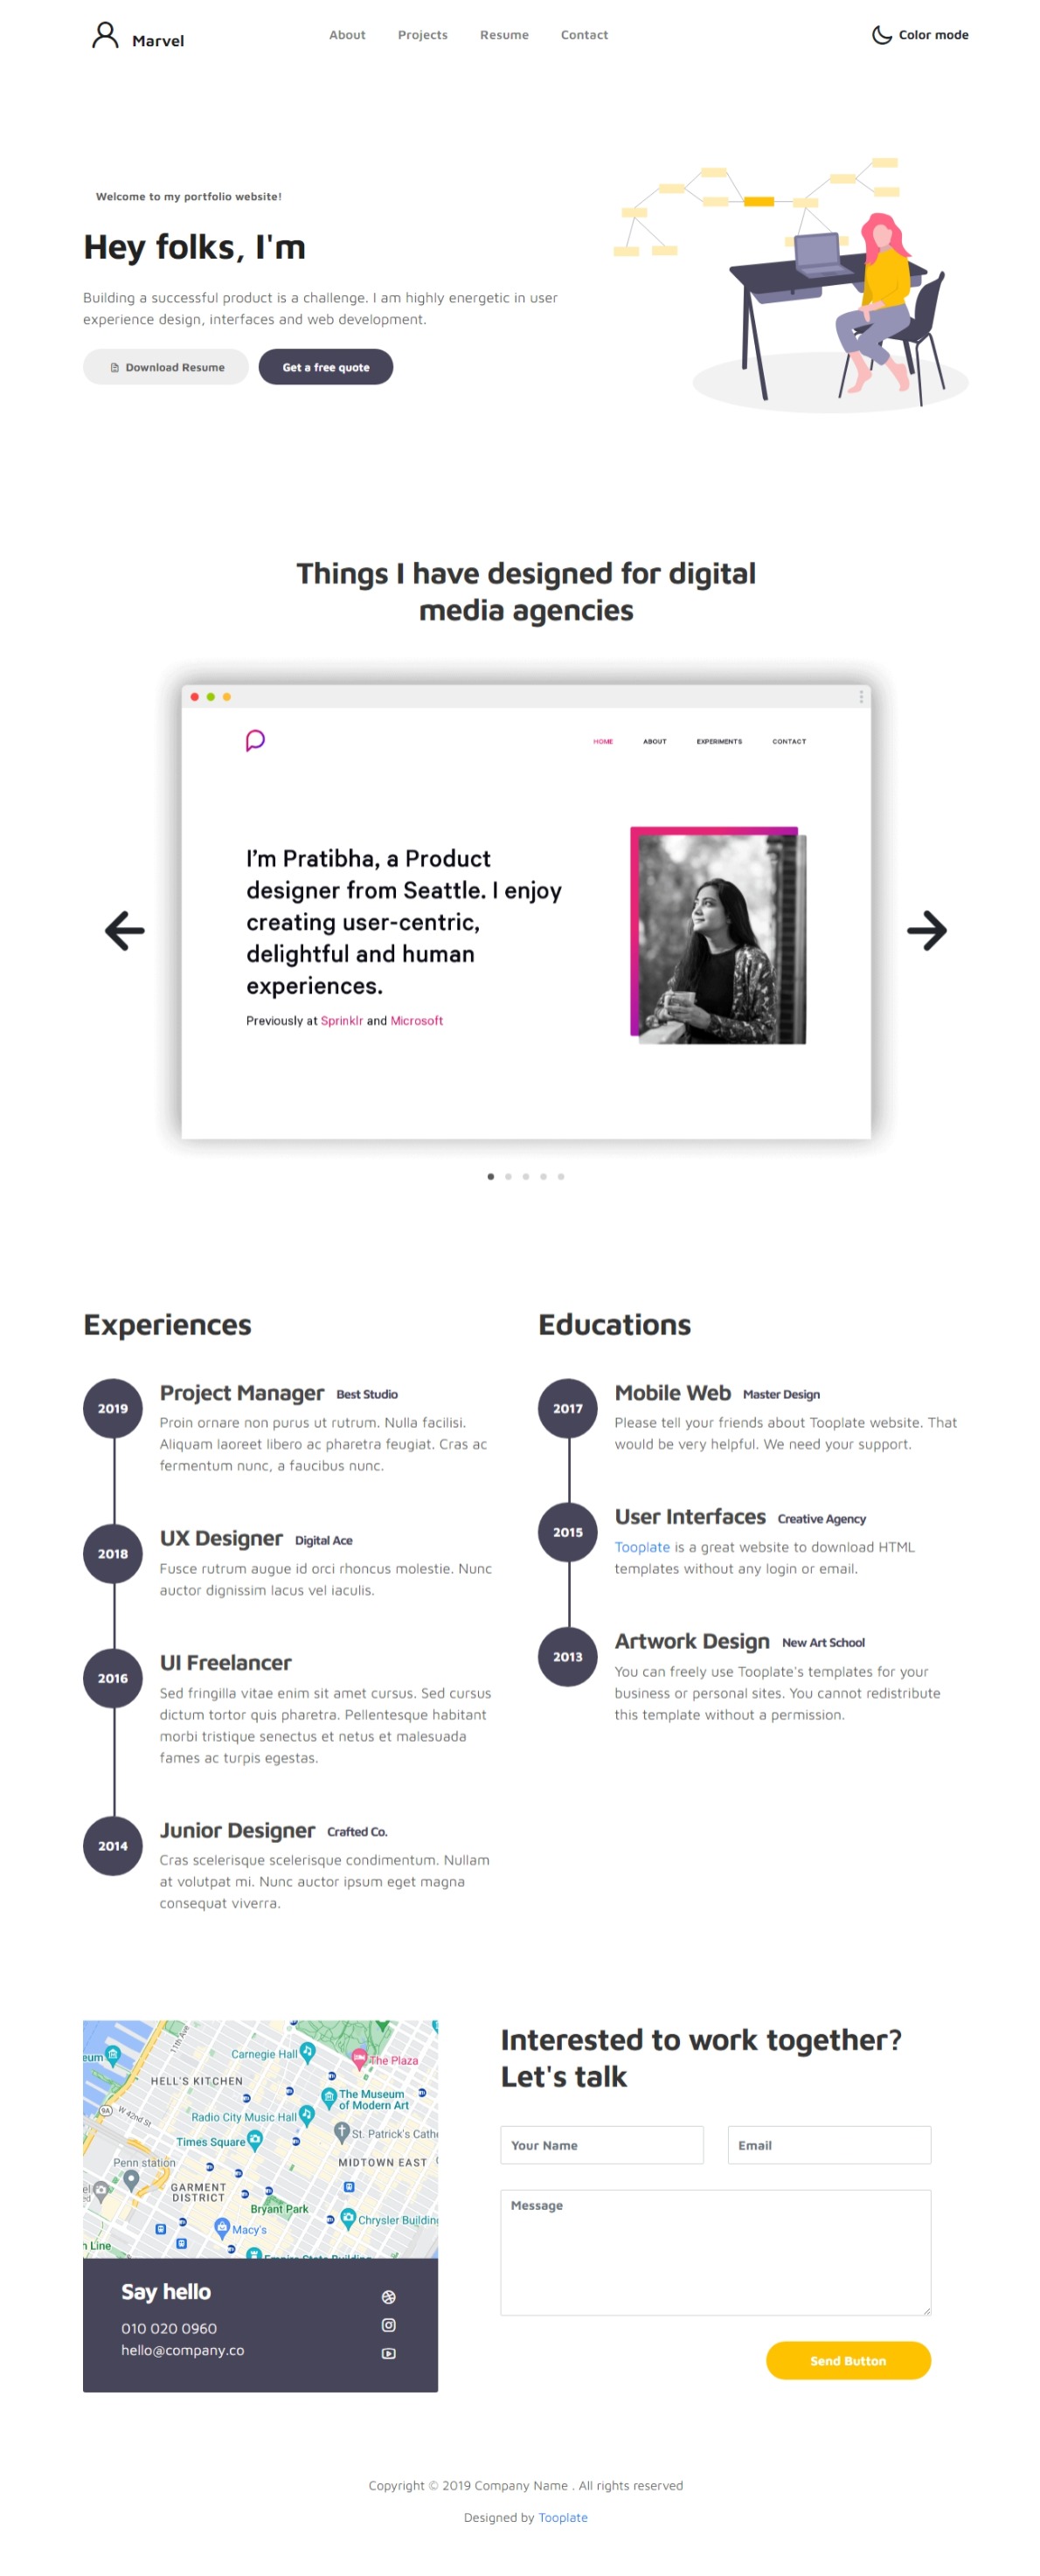 Marvel
About
Projects
Resume
Contact
Color mode
Welcome to my portfolio website!
Hey folks, I'm
Building a successful product is a challenge. I am highly energetic in user
experience design, interfaces and web development.
Download Resume
Get a free quote
Things I have designed for digital
media agencies
HOME
ABOUT
EXPERIMENTS
CONTACT
I'm Pratibha, a Product
designer from Seattle. I enjoy
creating user-centric,
delightful and human
experiences.
Previously at Sprinklr and Microsoft
Experiences
2019
Project Manager Best Studio
Proin ornare non purus ut rutrum. Nulla facilisi.
Aliquam laoreet libero ac pharetra feugiat. Cras ac
fermentum nunc, a faucibus nunc.
2018
UX Designer Digital Ace
Fusce rutrum augue id orci rhoncus molestie. Nunc
auctor dignissim lacus vel iaculis.
2016
UI Freelancer
Sed fringilla vitae enim sit amet cursus. Sed cursus
dictum tortor quis pharetra. Pellentesque habitant
morbi tristique senectus et netus et malesuada
fames ac turpis egestas.
2014
Junior Designer Crafted Co.
Cras scelerisque scelerisque condimentum. Nullam
at volutpat mi. Nunc auctor ipsum eget magna
consequat viverra.
Educations
2017
Mobile Web Master Design
Please tell your friends about Tooplate website. That
would be very helpful. We need your support.
2015
User Interfaces Creative Agency
Tooplate is a great website to download HTML
templates without any login or email.
2013
Artwork Design New Art School
You can freely use Tooplate's templates for your
business or personal sites. You cannot redistribute
this template without a permission.
11th Ave
eum
Carnegie Hall
The Plaza
HELL'S KITCHEN
The Museum
of Modern Art
9A
W 42nd St
Radio City Music Hall
St. Patrick's Cath
Times Square
Penn station
MIDTOWN EAST
GARMENT
DISTRICT
Bryant Park
Macy's
Chrysler Building
h Line
Empire State Building
Say hello
010 020 0960
hello@company.co
Interested to work together?
Let's talk
Your Name
Email
Message
Send Button
Copyright © 2019 Company Name . All rights reserved
Designed by Tooplate